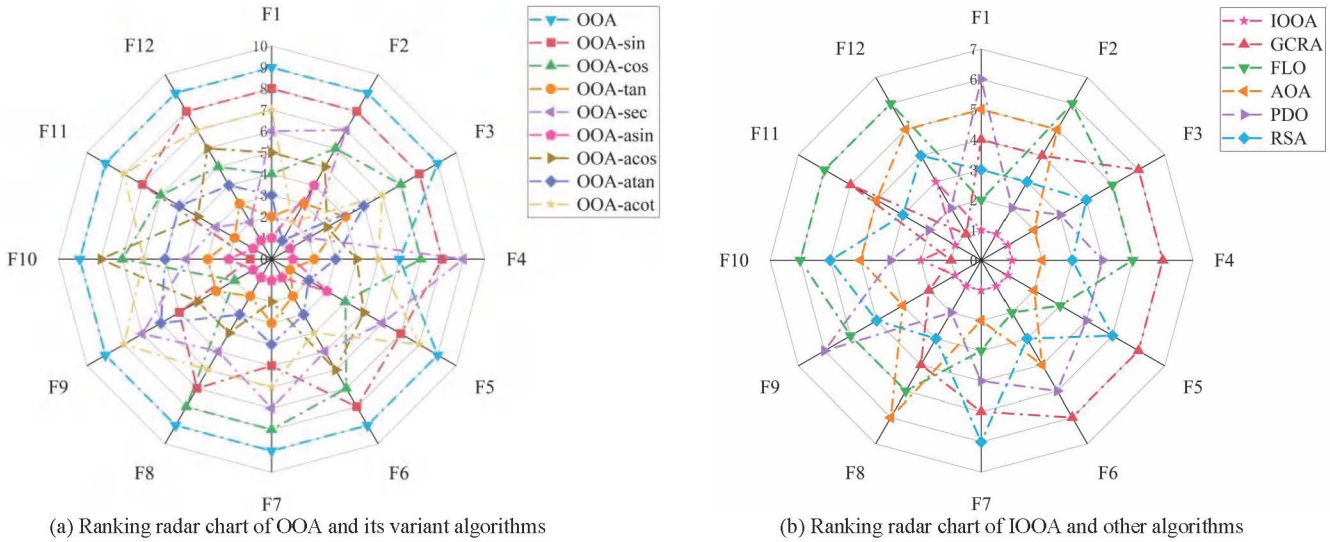 F1
F2
F3
F4
F5
F6
F7
F8
F9
F10
F11
F12
10
9
8
7
6
5
4
3
2
1
0
OOA
OOA-sin
OOA-cos
OOA-tan
OOA-sec
OOA-asin
OOA-acos
OOA-atan
OOA-acot
(a) Ranking radar chart of OOA and its variant algorithms
F1
F2
F3
F4
F5
F6
F7
F8
F9
F10
F11
F12
7
6
5
4
3
2
1
0
IOOA
GCRA
FLO
AOA
PDO
RSA
(b) Ranking radar chart of IOOA and other algorithms